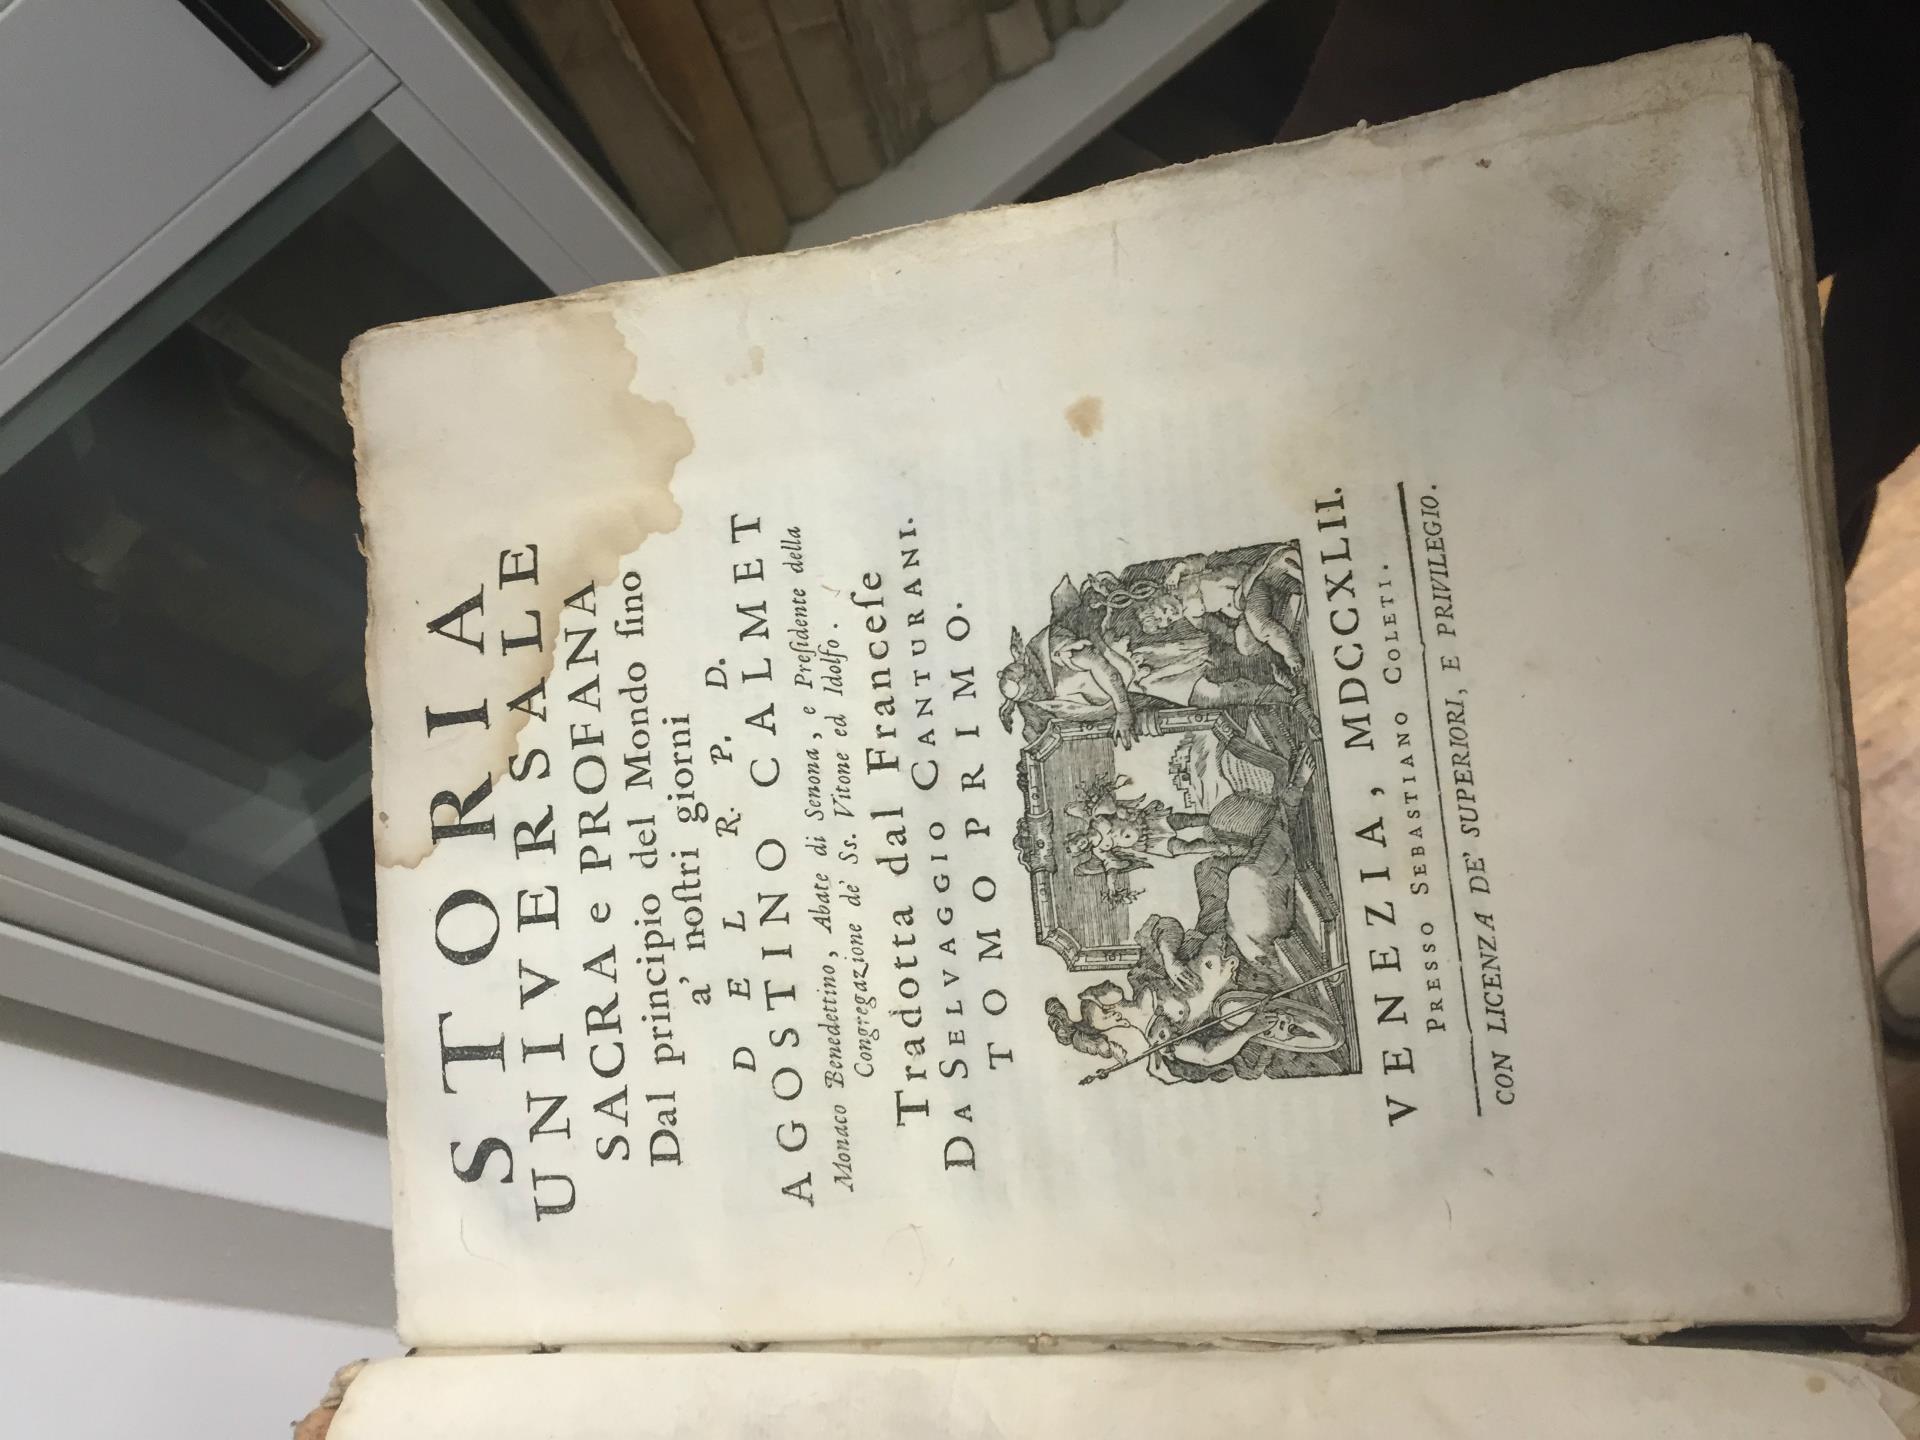 STORIA
UNIVERSALE
SACRA e PROFANA
Dal principio del Mondo ſino
a' noſtri giorni
DEL R. P. D.
AGOSTINO CALMET
Monaco Benedettino, Abate di Senona, e Preſidente della
Congregazione de' Ss. Vitone ed Idolfo.
Tradotta dal Franceſe
DA SELVAGGIO CANTURANI.
TOMO PRIMO.
VENEZIA, MDCCXLII.
PRESSO SEBASTIANO COLETI.
CON LICENZA DE' SUPERIORI, E PRIVILEGIO.